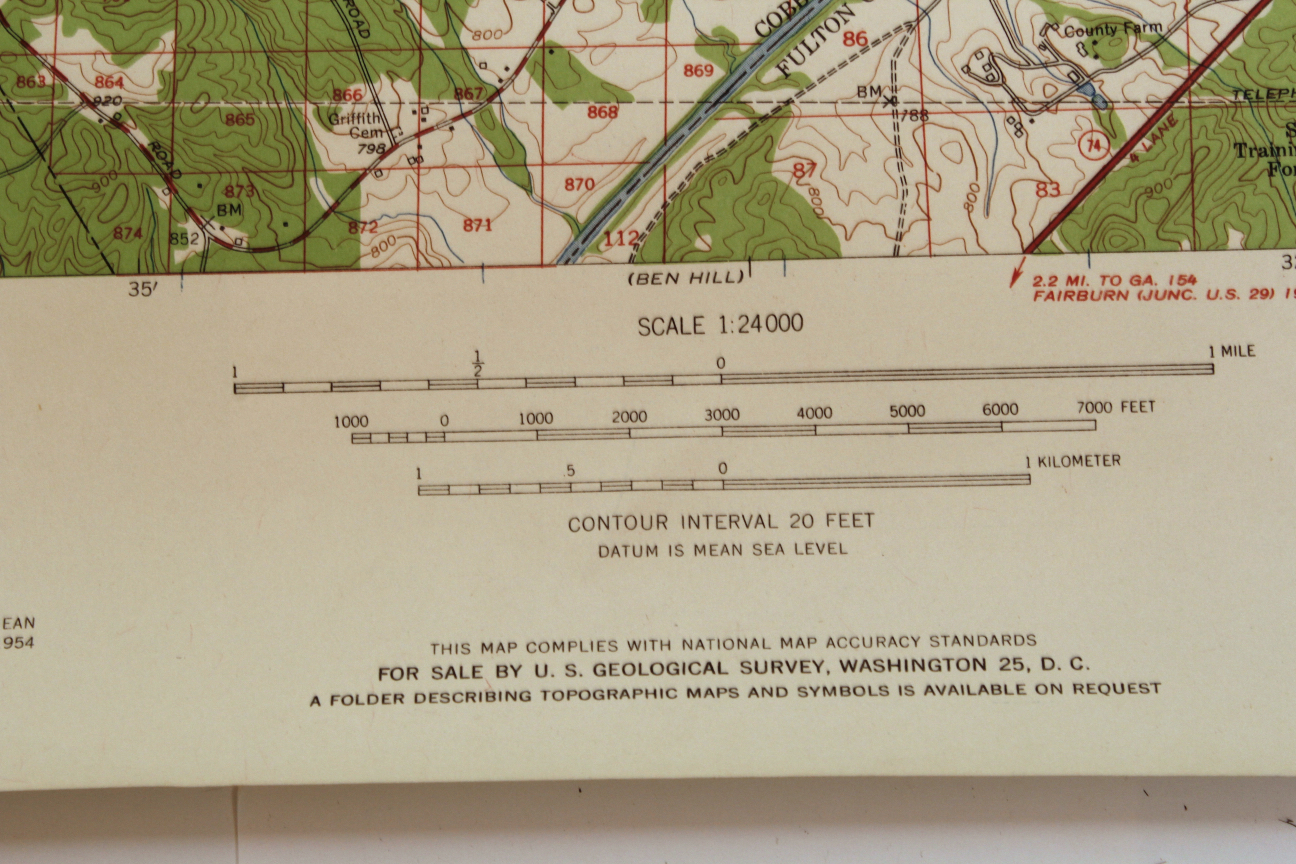 ROAD
COBB
FULTON
County Farm
800
86
869
863
864
866
867
BM
920
868
788
TELEPH
865
Griffith
Cem
798
74
4 LANE
ROAD
Traini
For
900
873
870
87
83
900
BM
800
800
874
852
872
871
800
112
35'
(BEN HILL)
2.2 MI. TO GA. 154
FAIRBURN (JUNC. U.S. 29)
SCALE 1:24000
1 1/2 0 1 MILE
1000 0 1000 2000 3000 4000 5000 6000 7000 FEET
1 .5 0 1 KILOMETER
CONTOUR INTERVAL 20 FEET
DATUM IS MEAN SEA LEVEL
EAN
954
THIS MAP COMPLIES WITH NATIONAL MAP ACCURACY STANDARDS
FOR SALE BY U. S. GEOLOGICAL SURVEY, WASHINGTON 25, D. C.
A FOLDER DESCRIBING TOPOGRAPHIC MAPS AND SYMBOLS IS AVAILABLE ON REQUEST